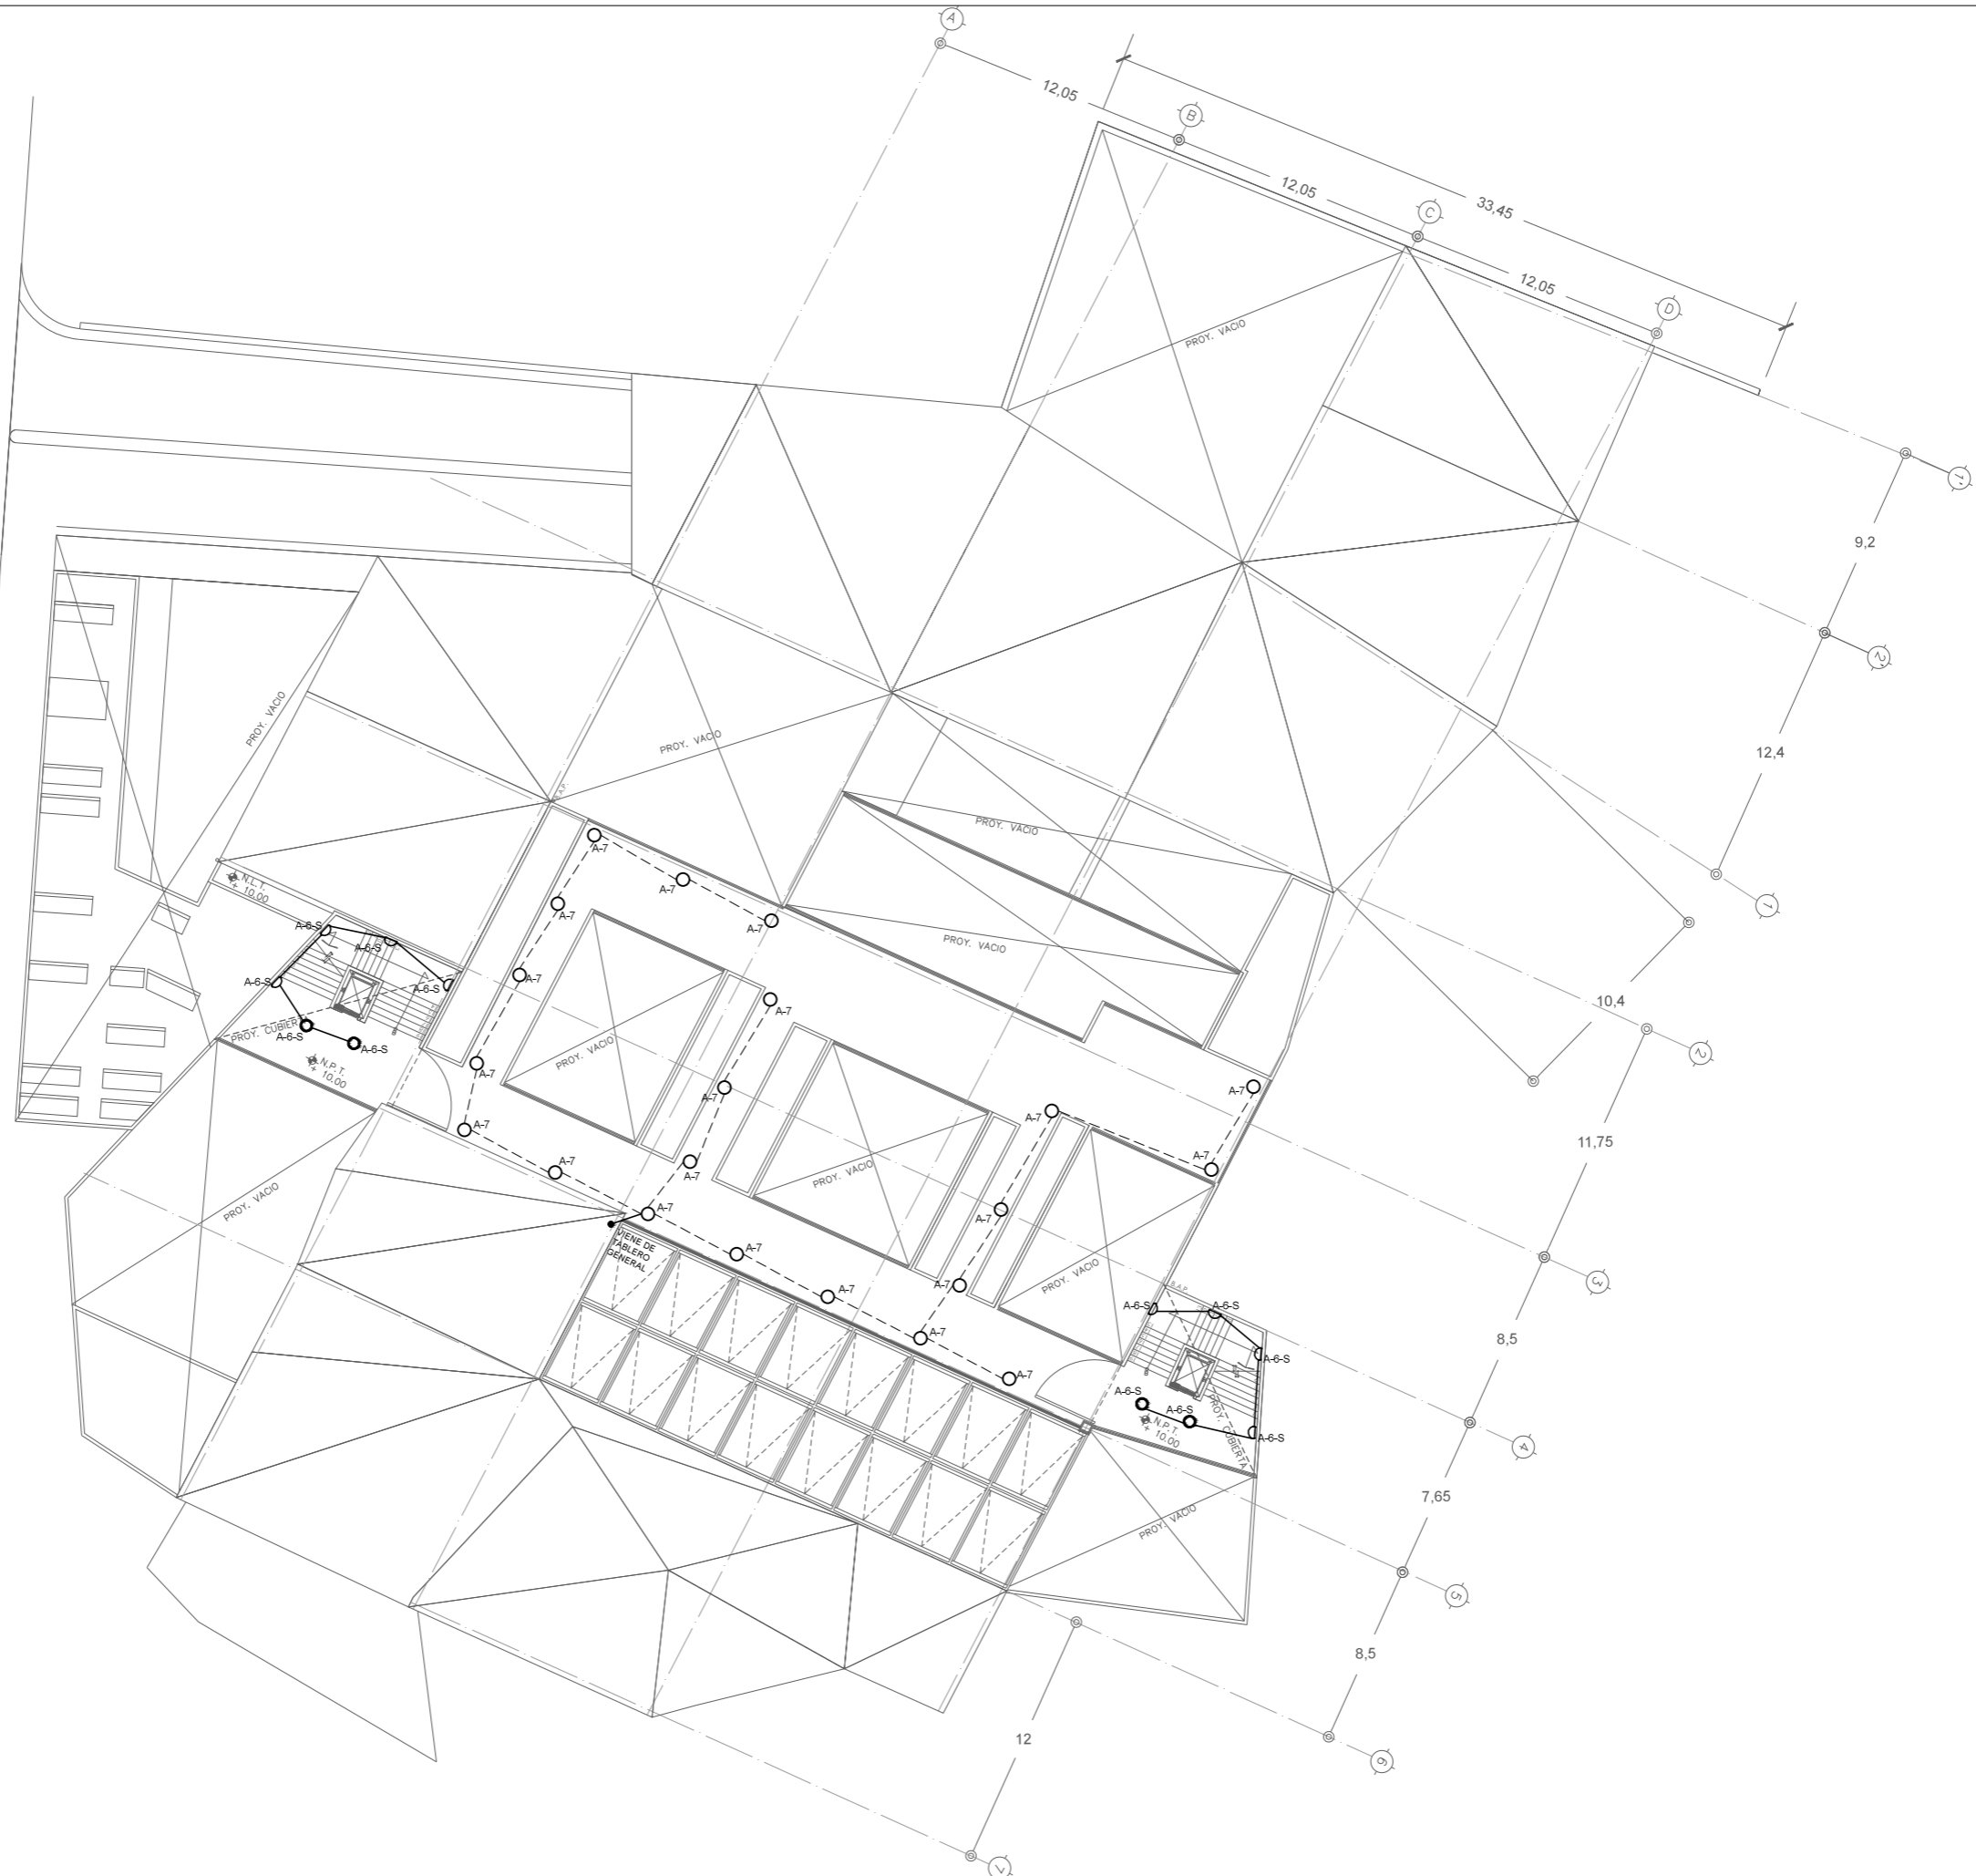 A
12,05
B
12,05
33,45
C
12,05
D
PROY. VACIO
1'
9,2
2'
PROY. VACIO
PROY. VACIO
12,4
S.A.P.
PROY. VACIO
A-7
A-7
N.L.T.
+ 10.00
A-7
A-7
1
A-6-S
A-6-S
PROY. VACIO
A-7
A-6-S
A-6-S
A-7
10,4
PROY. CUBIERTA
A-6-S
A-6-S
2
N.P.T.
+ 10.00
PROY. VACIO
A-7
A-7
A-7
A-7
A-7
A-7
11,75
A-7
A-7
A-7
PROY. VACIO
PROY. VACIO
A-7
A-7
VIENE DE
TABLERO
GENERAL
A-7
PROY. VACIO
3
A-7
A-7
S.A.P.
A-6-S
A-6-S
A-7
8,5
A-6-S
A-7
A-6-S
A-6-S
N.P.T.
+ 10.00
PROY. CUBIERTA
A-6-S
4
7,65
PROY. VACIO
5
8,5
12
6
7